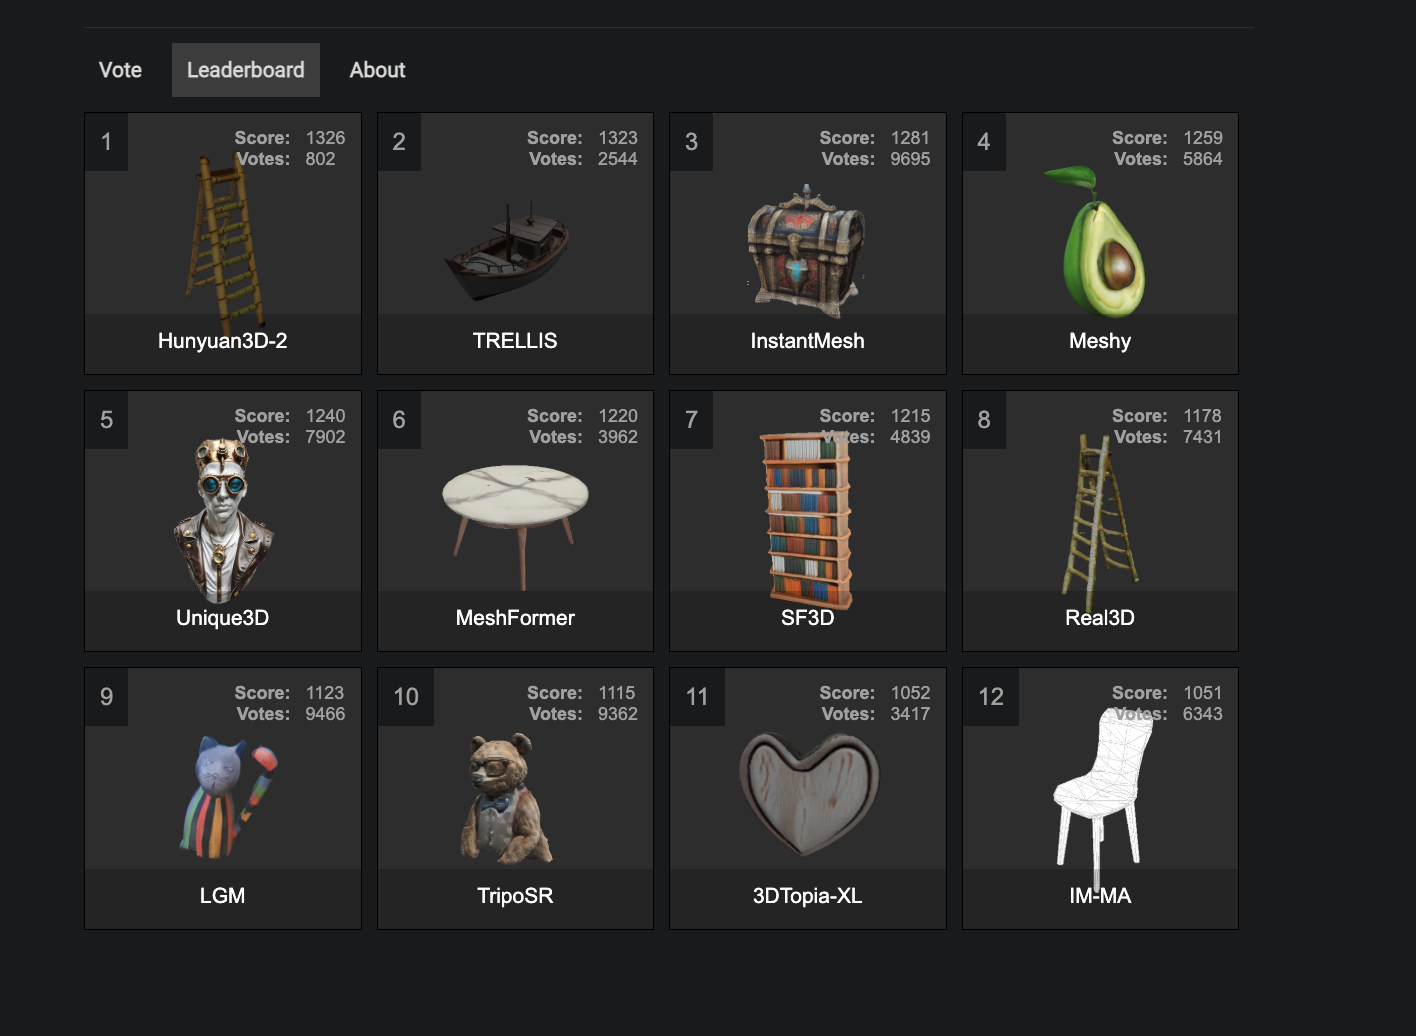 Vote Leaderboard About
1 Score: 1326
Votes: 802
Hunyuan3D-2
2 Score: 1323
Votes: 2544
TRELLIS
3 Score: 1281
Votes: 9695
InstantMesh
4 Score: 1259
Votes: 5864
Meshy
5 Score: 1240
Votes: 7902
Unique3D
6 Score: 1220
Votes: 3962
MeshFormer
7 Score: 1215
Votes: 4839
SF3D
8 Score: 1178
Votes: 7431
Real3D
9 Score: 1123
Votes: 9466
LGM
10 Score: 1115
Votes: 9362
TripoSR
11 Score: 1052
Votes: 3417
3DTopia-XL
12 Score: 1051
Votes: 6343
IM-MA